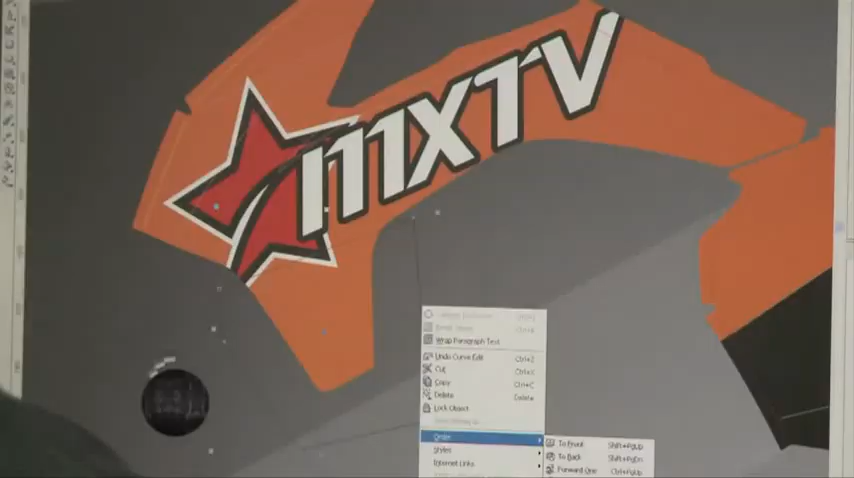 MXTV
Wrap Paragraph Text
Undo Curve Edit Ctrl+Z
Cut Ctrl+X
Copy Ctrl+C
Delete Delete
Lock Object
Order
To Front Shift+PgUp
Styles
To Back Shift+PgDn
Internet Links
Forward One Ctrl+PgUp